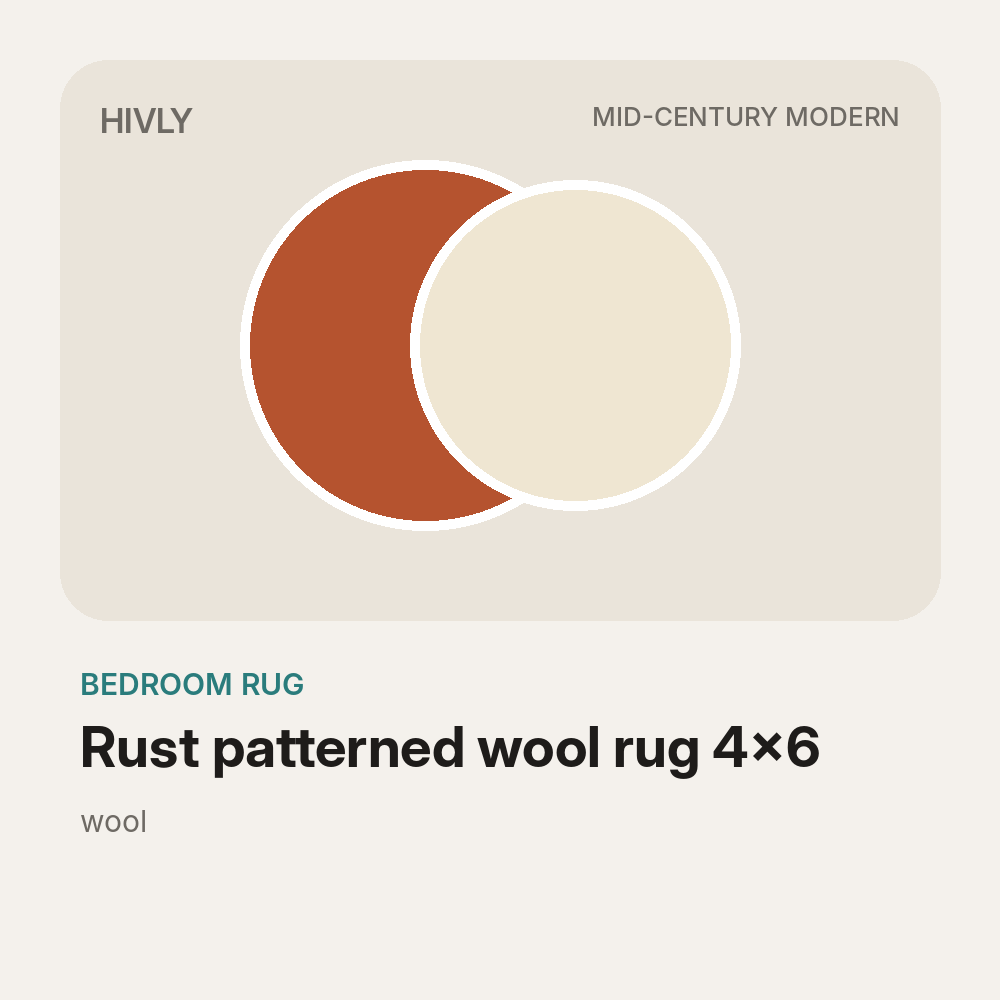 HIVLY
MID-CENTURY MODERN
BEDROOM RUG
Rust patterned wool rug 4×6
wool